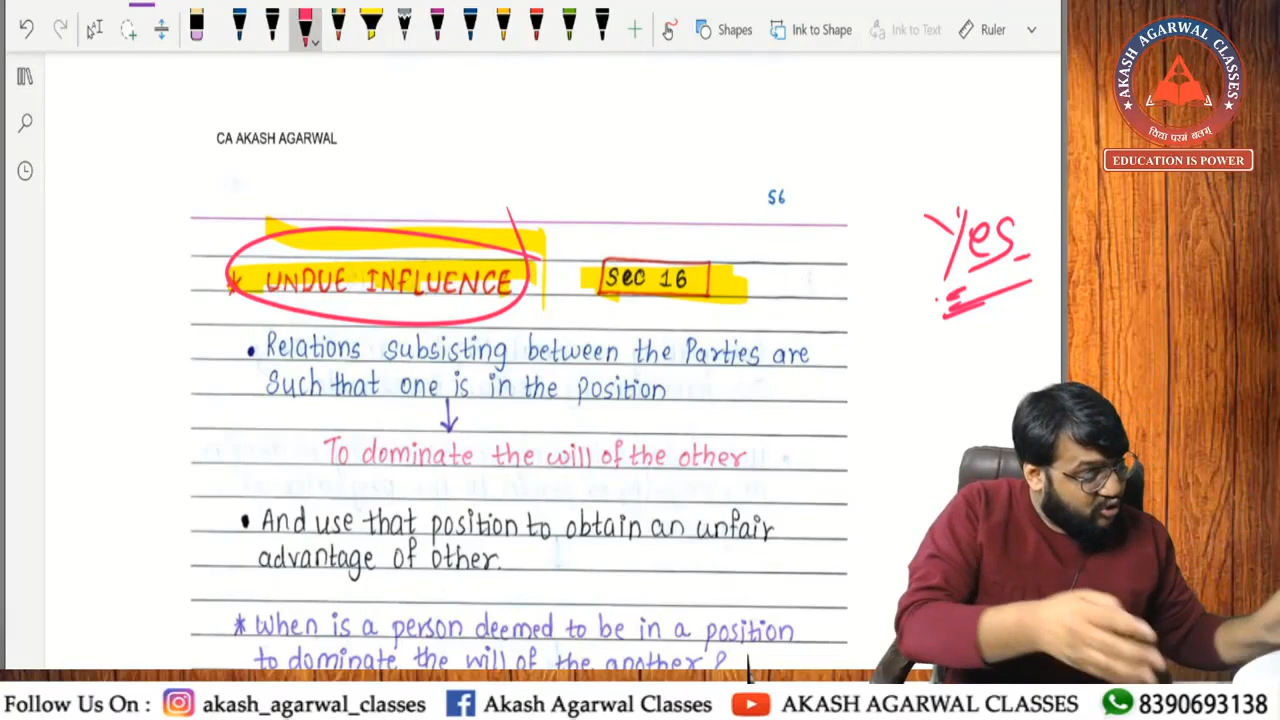 Shapes
Ink to Shape
Ink to Text
Ruler
AKASH AGARWAL CLASSES
विद्या परमं बलम्
EDUCATION IS POWER
CA AKASH AGARWAL
56
Yes
* UNDUE INFLUENCE
Sec 16
• Relations subsisting between the Parties are
Such that one is in the position
To dominate the will of the other
• And use that position to obtain an unfair
advantage of other.
* When is a person deemed to be in a position
to dominate the will of the another?
Follow Us On : akash_agarwal_classes Akash Agarwal Classes AKASH AGARWAL CLASSES 8390693138